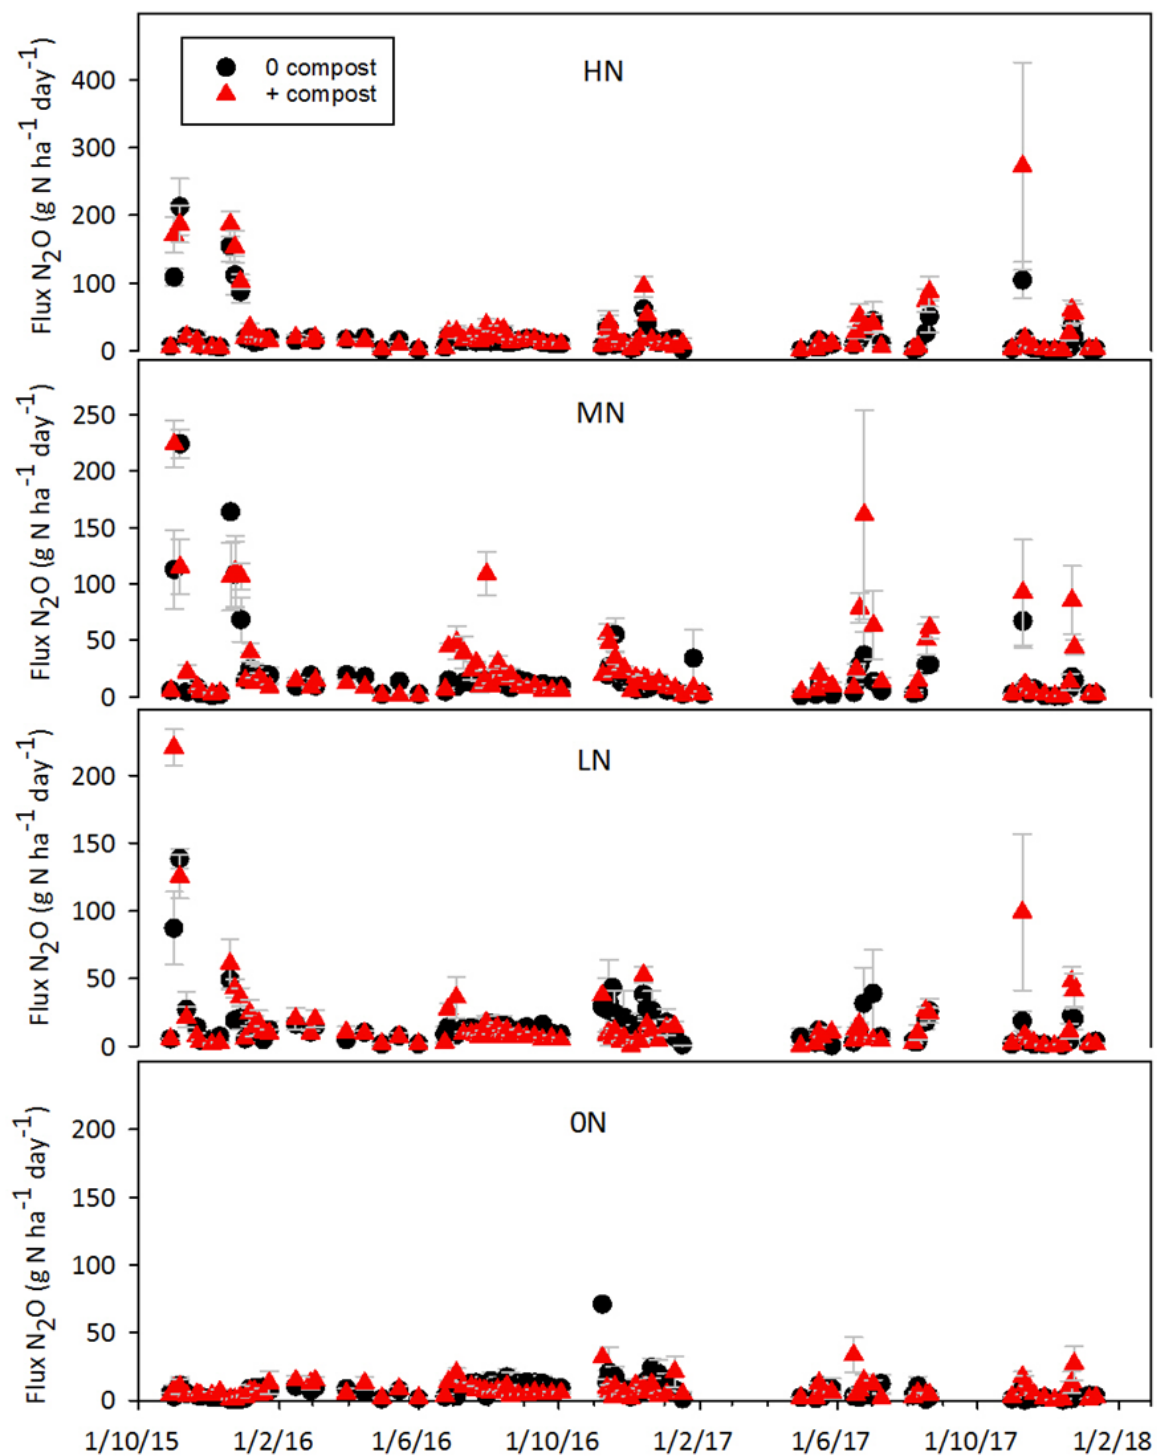 Flux N₂O (g N ha⁻¹ day⁻¹)
400
300
200
100
0
0 compost
+ compost
HN
Flux N₂O (g N ha⁻¹ day⁻¹)
250
200
150
100
50
0
MN
Flux N₂O (g N ha⁻¹ day⁻¹)
200
150
100
50
0
LN
Flux N₂O (g N ha⁻¹ day⁻¹)
200
150
100
50
0
0N
1/10/15 1/2/16 1/6/16 1/10/16 1/2/17 1/6/17 1/10/17 1/2/18